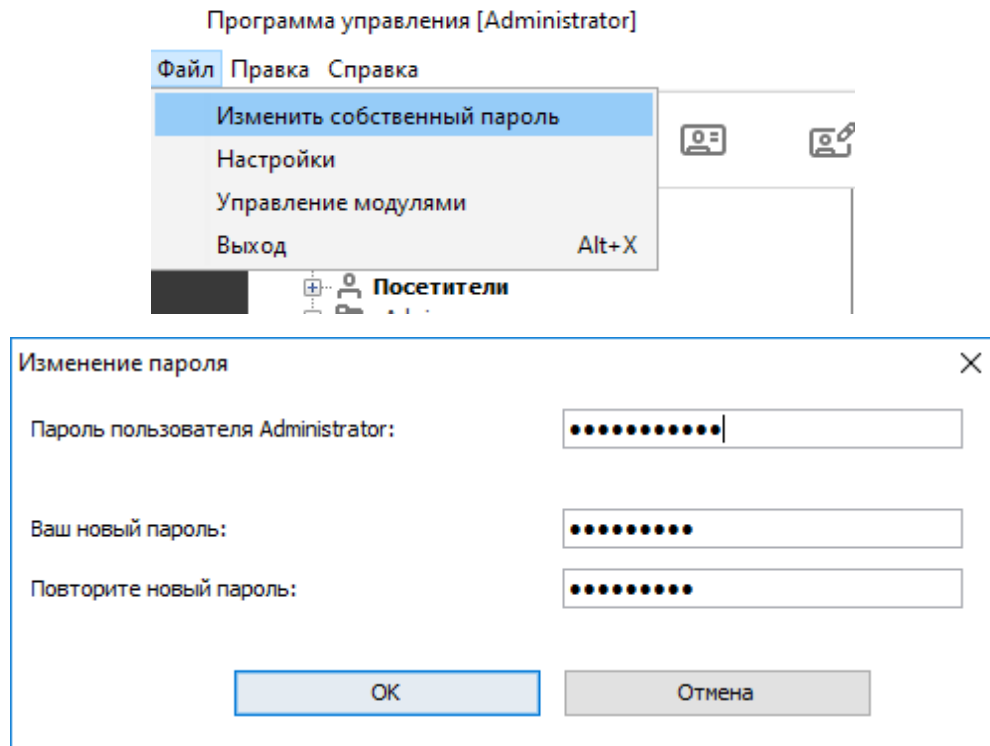 Программа управления [Administrator]
Файл Правка Справка
Изменить собственный пароль
Настройки
Управление модулями
Выход Alt+X
Посетители
Изменение пароля
Пароль пользователя Administrator: ●●●●●●●●●●●
Ваш новый пароль: ●●●●●●●●●
Повторите новый пароль: ●●●●●●●●●
OK Отмена